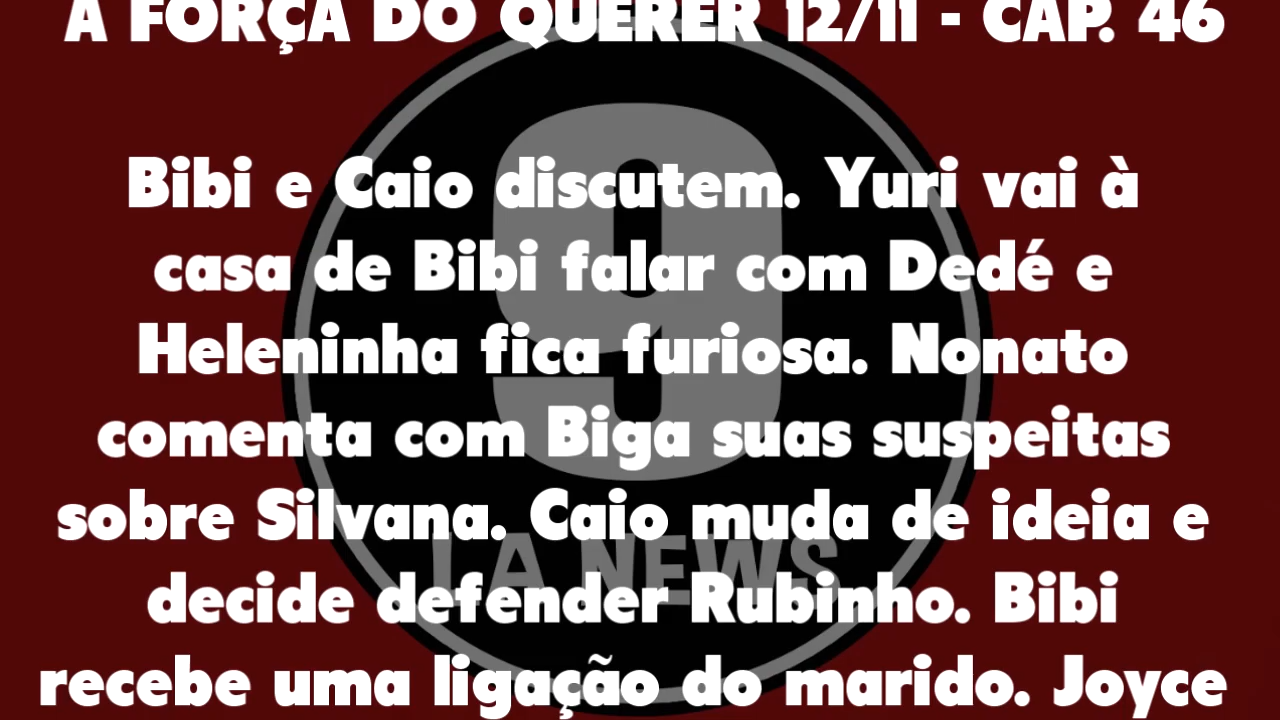 A FORÇA DO QUERER 12/11 - CAP. 46
Bibi e Caio discutem. Yuri vai à
casa de Bibi falar com Dedé e
Heleninha fica furiosa. Nonato
comenta com Biga suas suspeitas
sobre Silvana. Caio muda de ideia e
decide defender Rubinho. Bibi
recebe uma ligação do marido. Joyce
9
NEWS